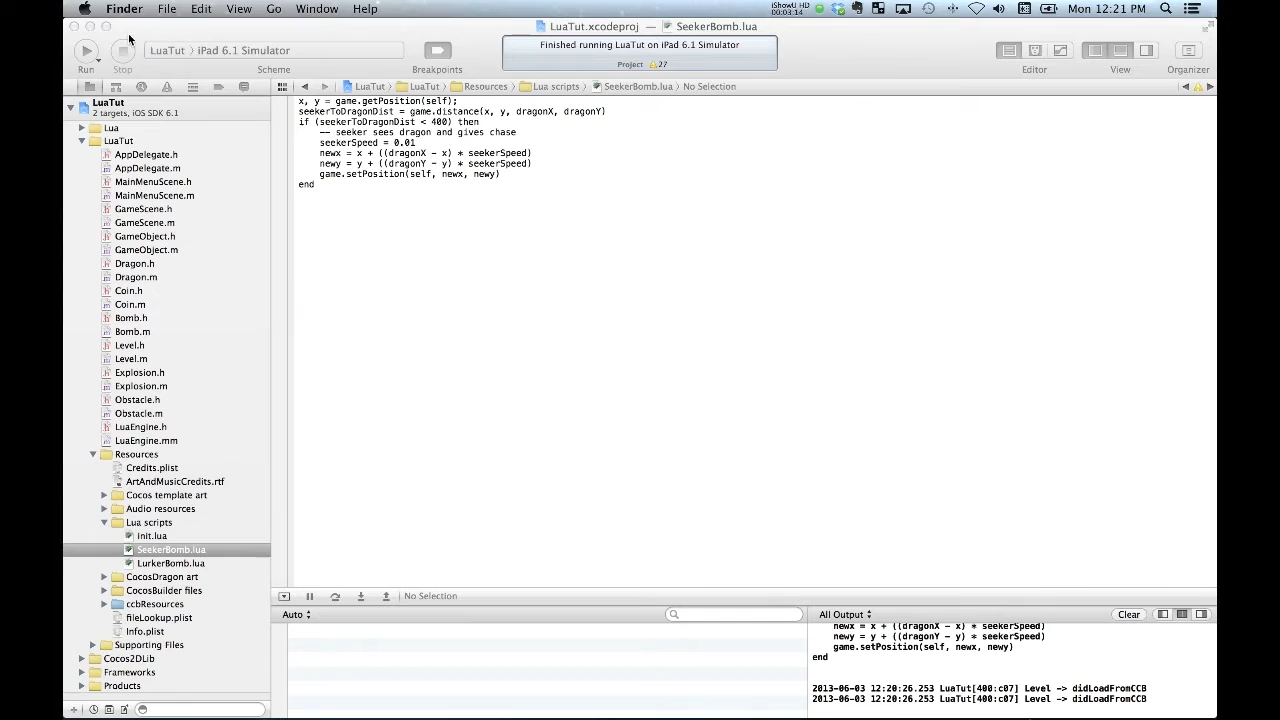 Finder File Edit View Go Window Help
iShowU HD
00:03:14
Mon 12:21 PM
LuaTut.xcodeproj — SeekerBomb.lua
LuaTut › iPad 6.1 Simulator
Finished running LuaTut on iPad 6.1 Simulator
Project 27
Run Stop Scheme Breakpoints Editor View Organizer
LuaTut LuaTut Resources Lua scripts SeekerBomb.lua No Selection
LuaTut
2 targets, iOS SDK 6.1
Lua
LuaTut
AppDelegate.h
AppDelegate.m
MainMenuScene.h
MainMenuScene.m
GameScene.h
GameScene.m
GameObject.h
GameObject.m
Dragon.h
Dragon.m
Coin.h
Coin.m
Bomb.h
Bomb.m
Level.h
Level.m
Explosion.h
Explosion.m
Obstacle.h
Obstacle.m
LuaEngine.h
LuaEngine.mm
Resources
Credits.plist
ArtAndMusicCredits.rtf
Cocos template art
Audio resources
Lua scripts
init.lua
SeekerBomb.lua
LurkerBomb.lua
CocosDragon art
CocosBuilder files
ccbResources
fileLookup.plist
Info.plist
Supporting Files
Cocos2DLib
Frameworks
Products
x, y = game.getPosition(self);
seekerToDragonDist = game.distance(x, y, dragonX, dragonY)
if (seekerToDragonDist < 400) then
-- seeker sees dragon and gives chase
seekerSpeed = 0.01
newx = x + ((dragonX - x) * seekerSpeed)
newy = y + ((dragonY - y) * seekerSpeed)
game.setPosition(self, newx, newy)
end
No Selection
Auto
All Output
Clear
newx = x + ((dragonX - x) * seekerSpeed)
newy = y + ((dragonY - y) * seekerSpeed)
game.setPosition(self, newx, newy)
end
2013-06-03 12:20:26.253 LuaTut[400:c07] Level -> didLoadFromCCB
2013-06-03 12:20:26.253 LuaTut[400:c07] Level -> didLoadFromCCB